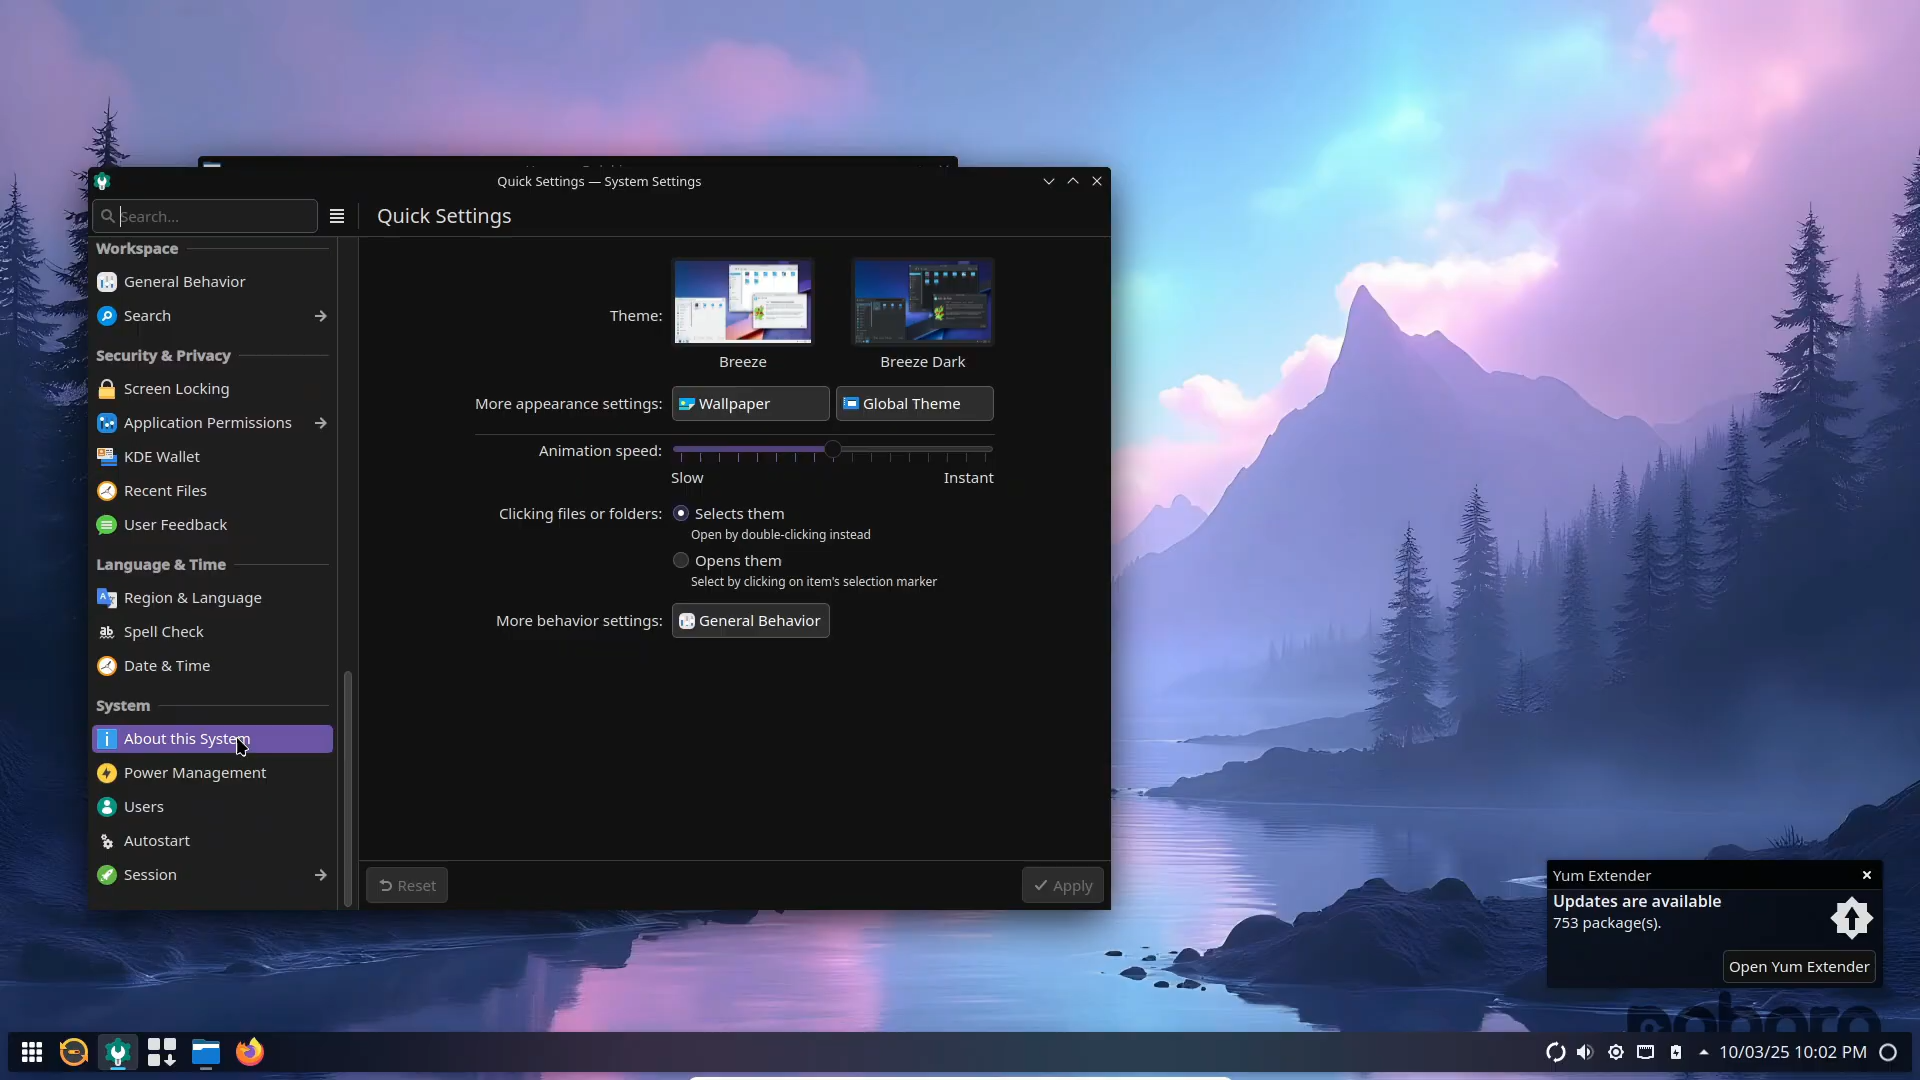 Quick Settings — System Settings
Search...
Quick Settings
Workspace
General Behavior
Search
Security & Privacy
Screen Locking
Application Permissions
KDE Wallet
Recent Files
User Feedback
Language & Time
Region & Language
Spell Check
Date & Time
System
About this System
Power Management
Users
Autostart
Session
Theme:
Breeze
Breeze Dark
More appearance settings:
Wallpaper
Global Theme
Animation speed:
Slow
Instant
Clicking files or folders:
Selects them
Open by double-clicking instead
Opens them
Select by clicking on item's selection marker
More behavior settings:
General Behavior
Reset
Apply
Yum Extender
Updates are available
753 package(s).
Open Yum Extender
10/03/25 10:02 PM